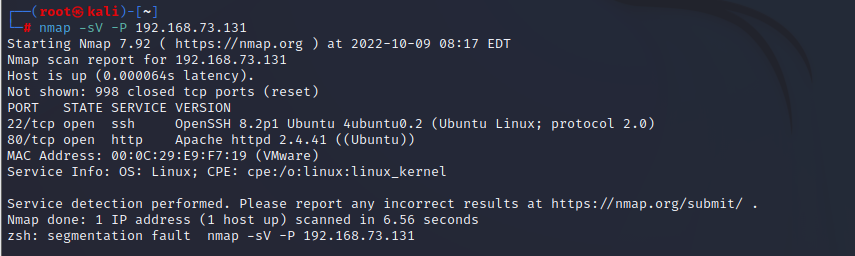 ┌──(root㉿kali)-[~]
└─# nmap -sV -P 192.168.73.131
Starting Nmap 7.92 ( https://nmap.org ) at 2022-10-09 08:17 EDT
Nmap scan report for 192.168.73.131
Host is up (0.000064s latency).
Not shown: 998 closed tcp ports (reset)
PORT   STATE SERVICE VERSION
22/tcp open  ssh     OpenSSH 8.2p1 Ubuntu 4ubuntu0.2 (Ubuntu Linux; protocol 2.0)
80/tcp open  http    Apache httpd 2.4.41 ((Ubuntu))
MAC Address: 00:0C:29:E9:F7:19 (VMware)
Service Info: OS: Linux; CPE: cpe:/o:linux:linux_kernel

Service detection performed. Please report any incorrect results at https://nmap.org/submit/ .
Nmap done: 1 IP address (1 host up) scanned in 6.56 seconds
zsh: segmentation fault  nmap -sV -P 192.168.73.131